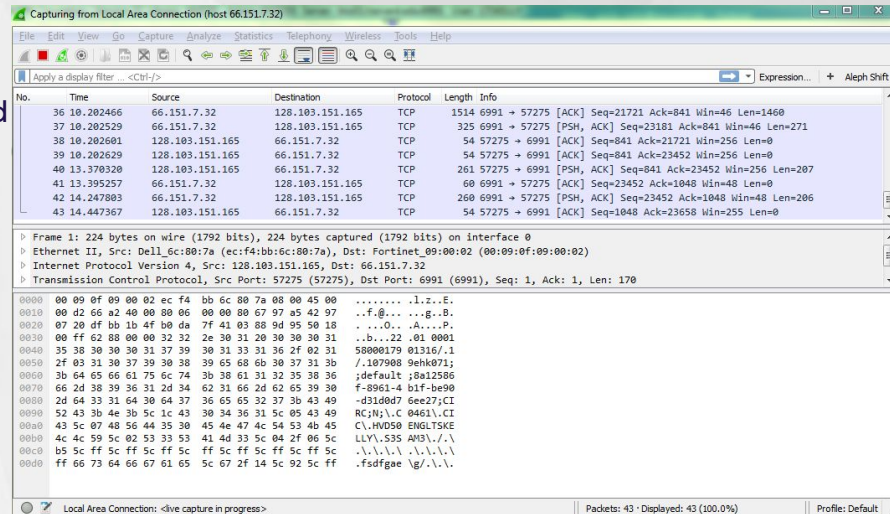 Capturing from Local Area Connection (host 66.151.7.32)
File Edit View Go Capture Analyze Statistics Telephony Wireless Tools Help
Apply a display filter ... <Ctrl-/> Expression... + Aleph Shift
d
No. Time Source Destination Protocol Length Info
36 10.202466 66.151.7.32 128.103.151.165 TCP 1514 6991 → 57275 [ACK] Seq=21721 Ack=841 Win=46 Len=1460
37 10.202529 66.151.7.32 128.103.151.165 TCP 325 6991 → 57275 [PSH, ACK] Seq=23181 Ack=841 Win=46 Len=271
38 10.202601 128.103.151.165 66.151.7.32 TCP 54 57275 → 6991 [ACK] Seq=841 Ack=21721 Win=256 Len=0
39 10.202629 128.103.151.165 66.151.7.32 TCP 54 57275 → 6991 [ACK] Seq=841 Ack=23452 Win=256 Len=0
40 13.370320 128.103.151.165 66.151.7.32 TCP 261 57275 → 6991 [PSH, ACK] Seq=841 Ack=23452 Win=256 Len=207
41 13.395257 66.151.7.32 128.103.151.165 TCP 60 6991 → 57275 [ACK] Seq=23452 Ack=1048 Win=48 Len=0
42 14.247803 66.151.7.32 128.103.151.165 TCP 260 6991 → 57275 [PSH, ACK] Seq=23452 Ack=1048 Win=48 Len=206
43 14.447367 128.103.151.165 66.151.7.32 TCP 54 57275 → 6991 [ACK] Seq=1048 Ack=23658 Win=255 Len=0
Frame 1: 224 bytes on wire (1792 bits), 224 bytes captured (1792 bits) on interface 0
Ethernet II, Src: Dell_6c:80:7a (ec:f4:bb:6c:80:7a), Dst: Fortinet_09:00:02 (00:09:0f:09:00:02)
Internet Protocol Version 4, Src: 128.103.151.165, Dst: 66.151.7.32
Transmission Control Protocol, Src Port: 57275 (57275), Dst Port: 6991 (6991), Seq: 1, Ack: 1, Len: 170
0000 00 09 0f 09 00 02 ec f4 bb 6c 80 7a 08 00 45 00 ........ .l.z..E.
0010 00 d2 66 a2 40 00 80 06 00 00 80 67 97 a5 42 97 ..f.@... ...g..B.
0020 07 20 df bb 1b 4f b0 da 7f 41 03 88 9d 95 50 18 . ...O.. .A....P.
0030 00 ff 62 88 00 00 32 32 2e 30 31 20 30 30 30 31 ..b...22 .01 0001
0040 35 38 30 30 30 31 37 39 30 31 33 31 36 2f 02 31 58000179 01316/.1
0050 2f 03 31 30 37 39 30 38 39 65 68 6b 30 37 31 3b /.107908 9ehk071;
0060 3b 64 65 66 61 75 6c 74 3b 38 61 31 32 35 38 36 ;default ;8a12586
0070 66 2d 38 39 36 31 2d 34 62 31 66 2d 62 65 39 30 f-8961-4 b1f-be90
0080 2d 64 33 31 64 30 64 37 36 65 65 32 37 3b 43 49 -d31d0d7 6ee27;CI
0090 52 43 3b 4e 3b 5c 1c 43 30 34 36 31 5c 05 43 49 RC;N;\.C 0461\.CI
00a0 43 5c 07 48 56 44 35 30 45 4e 47 4c 54 53 4b 45 C\.HVD50 ENGLTSKE
00b0 4c 4c 59 5c 02 53 33 53 41 4d 33 5c 04 2f 06 5c LLY\.S3S AM3\./.\
00c0 b5 5c ff 5c ff 5c ff 5c ff 5c ff 5c ff 5c ff 5c .\.\.\.\ .\.\.\.\
00d0 ff 66 73 64 66 67 61 65 5c 67 2f 14 5c 92 5c ff .fsdfgae \g/.\.\.
Local Area Connection: <live capture in progress> Packets: 43 · Displayed: 43 (100.0%) Profile: Default